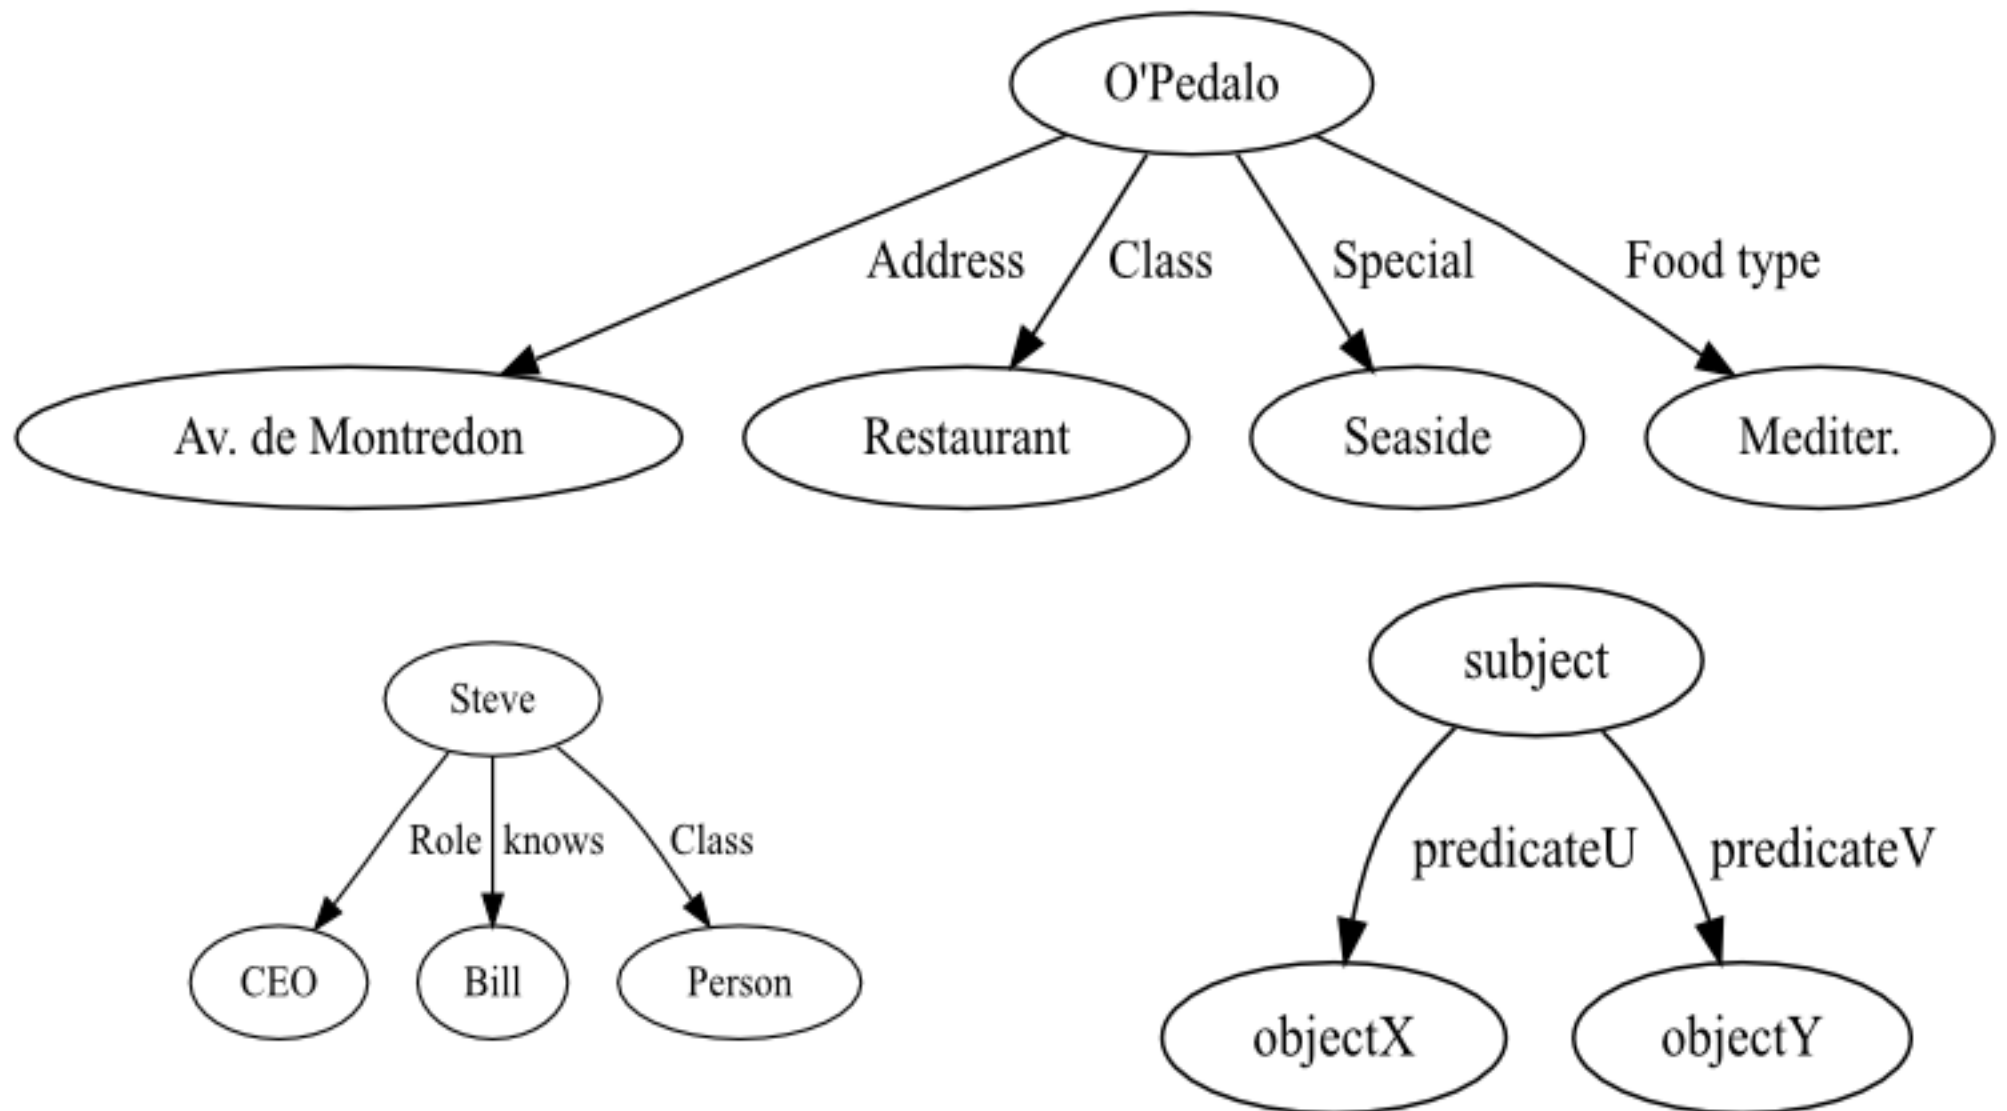 O'Pedalo
Address
Class
Special
Food type
Av. de Montredon
Restaurant
Seaside
Mediter.
Steve
Role
knows
Class
CEO
Bill
Person
subject
predicateU
predicateV
objectX
objectY